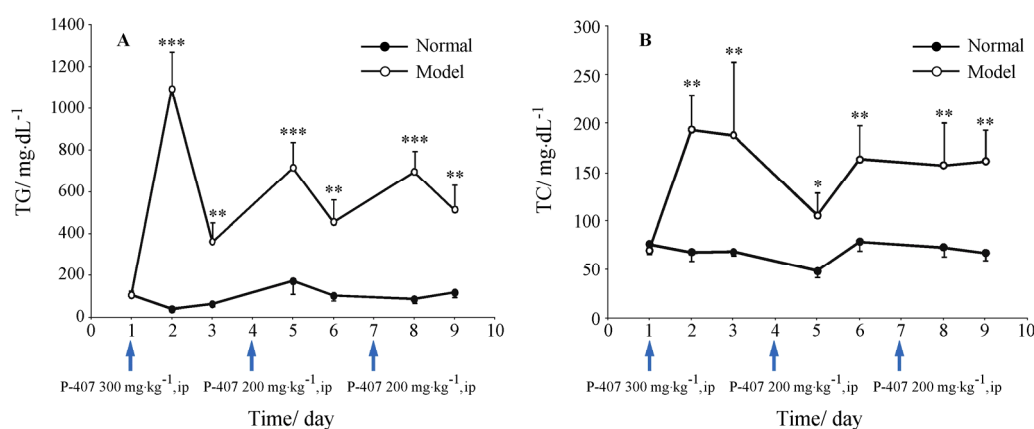 A
Normal
Model
TG/ mg·dL⁻¹
1400
1200
1000
800
600
400
200
0
***
**
***
**
***
**
0 1 2 3 4 5 6 7 8 9 10
P-407 300 mg·kg⁻¹,ip P-407 200 mg·kg⁻¹,ip P-407 200 mg·kg⁻¹,ip
Time/ day
B
Normal
Model
TC/ mg·dL⁻¹
300
250
200
150
100
50
0
**
**
*
**
**
**
0 1 2 3 4 5 6 7 8 9 10
P-407 300 mg·kg⁻¹,ip P-407 200 mg·kg⁻¹,ip P-407 200 mg·kg⁻¹,ip
Time/ day